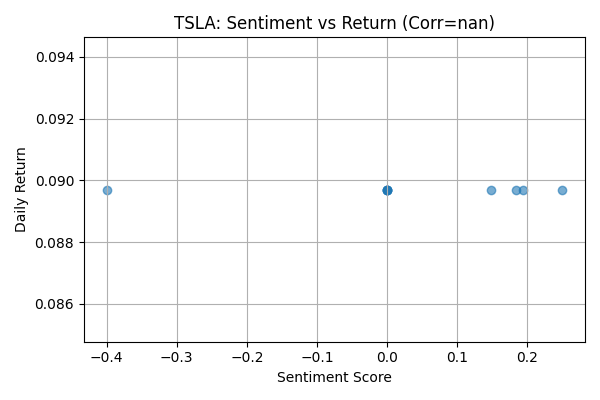 TSLA: Sentiment vs Return (Corr=nan)
Daily Return
0.094
0.092
0.090
0.088
0.086
−0.4 −0.3 −0.2 −0.1 0.0 0.1 0.2
Sentiment Score